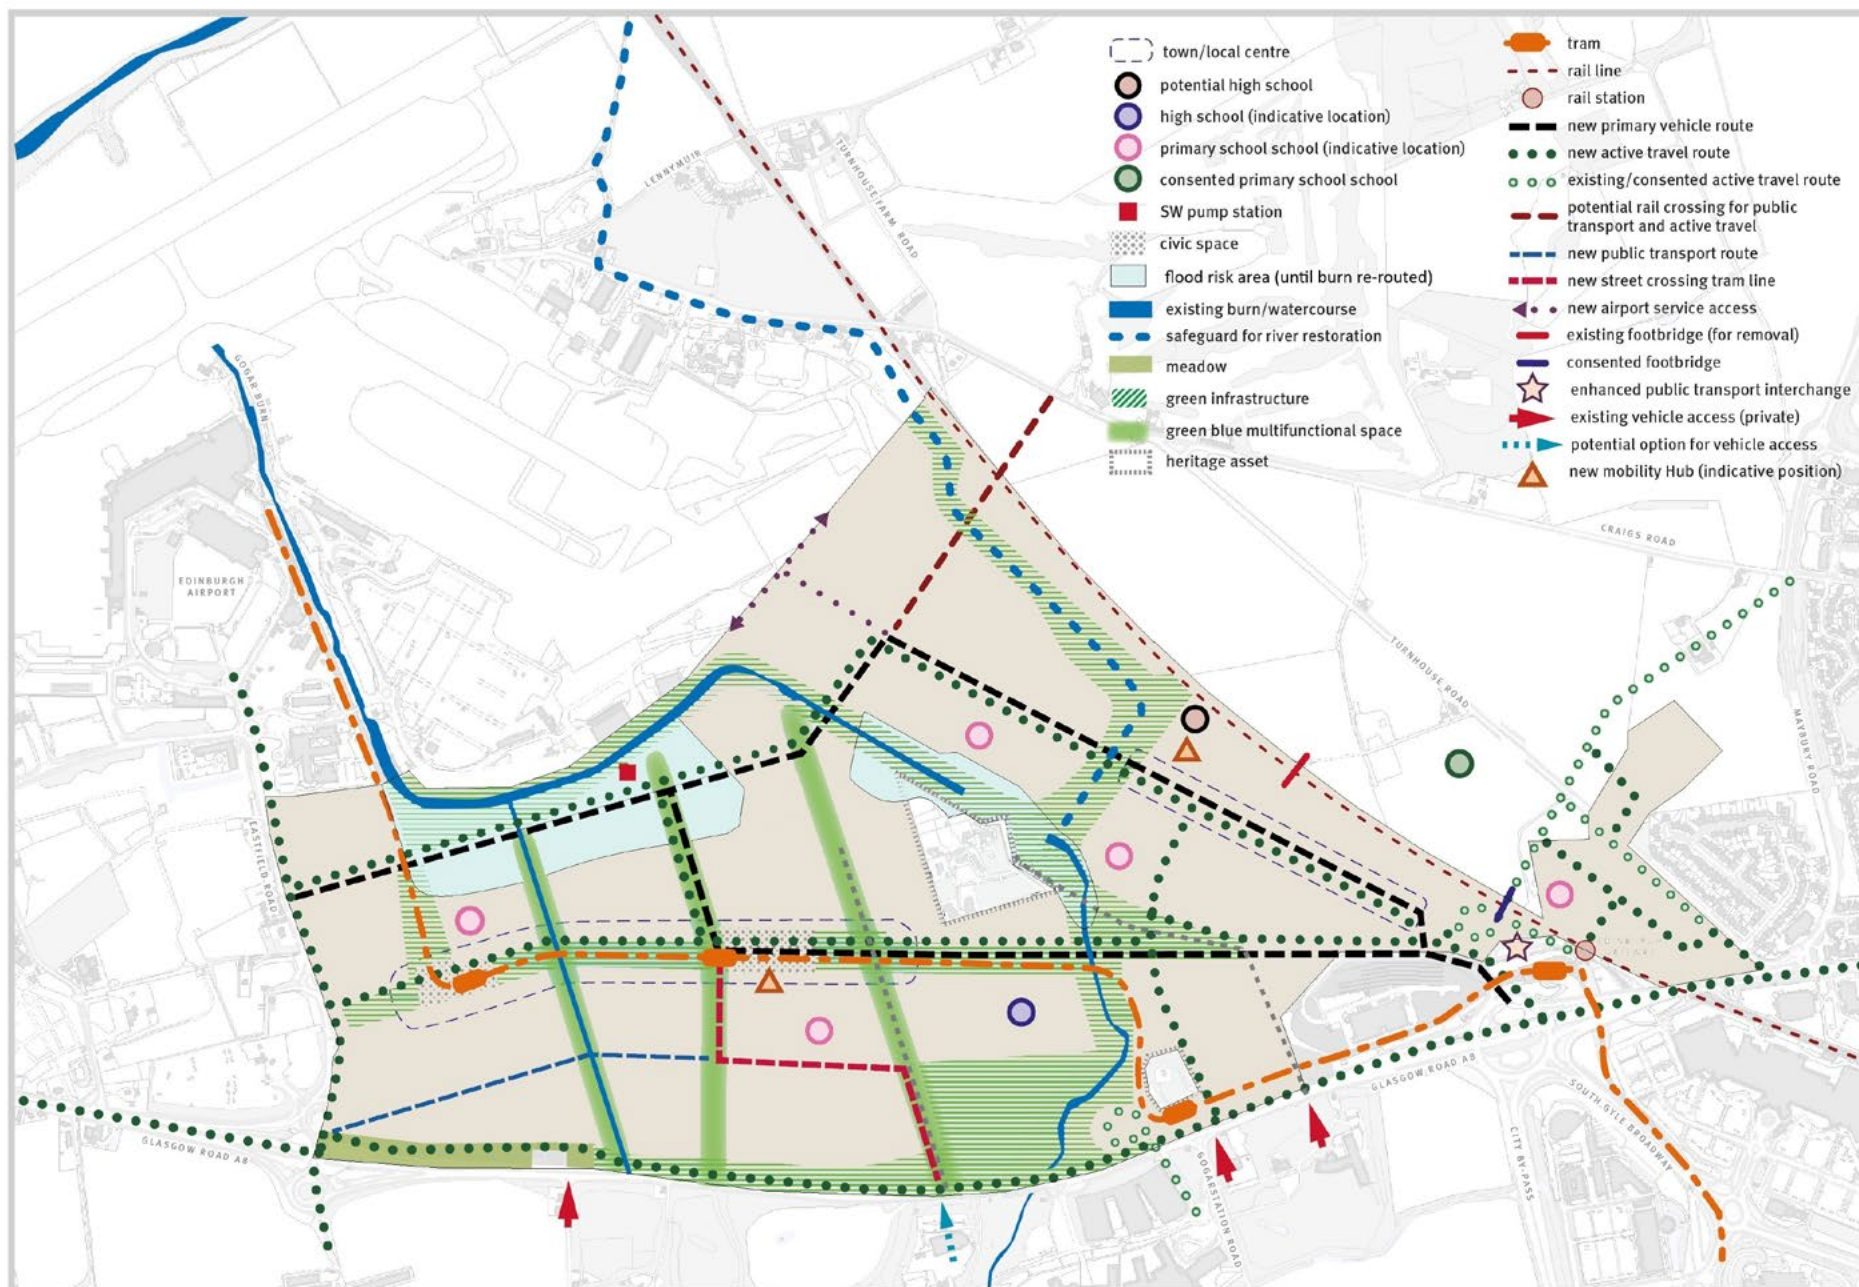 town/local centre
potential high school
high school (indicative location)
primary school school (indicative location)
consented primary school school
SW pump station
civic space
flood risk area (until burn re-routed)
existing burn/watercourse
safeguard for river restoration
meadow
green infrastructure
green blue multifunctional space
heritage asset
tram
rail line
rail station
new primary vehicle route
new active travel route
existing/consented active travel route
potential rail crossing for public
transport and active travel
new public transport route
new street crossing tram line
new airport service access
existing footbridge (for removal)
consented footbridge
enhanced public transport interchange
existing vehicle access (private)
potential option for vehicle access
new mobility Hub (indicative position)
LENNYMUIR
TURNHOUSE FARM ROAD
GOGAR BURN
EDINBURGH
AIRPORT
CRAIGS ROAD
TURNHOUSE ROAD
MAYBURY ROAD
EASTFIELD ROAD
GLASGOW ROAD A8
GLASGOW ROAD A8
GOGARSTATION ROAD
CITY BY-PASS
SOUTH GYLE BROADWAY